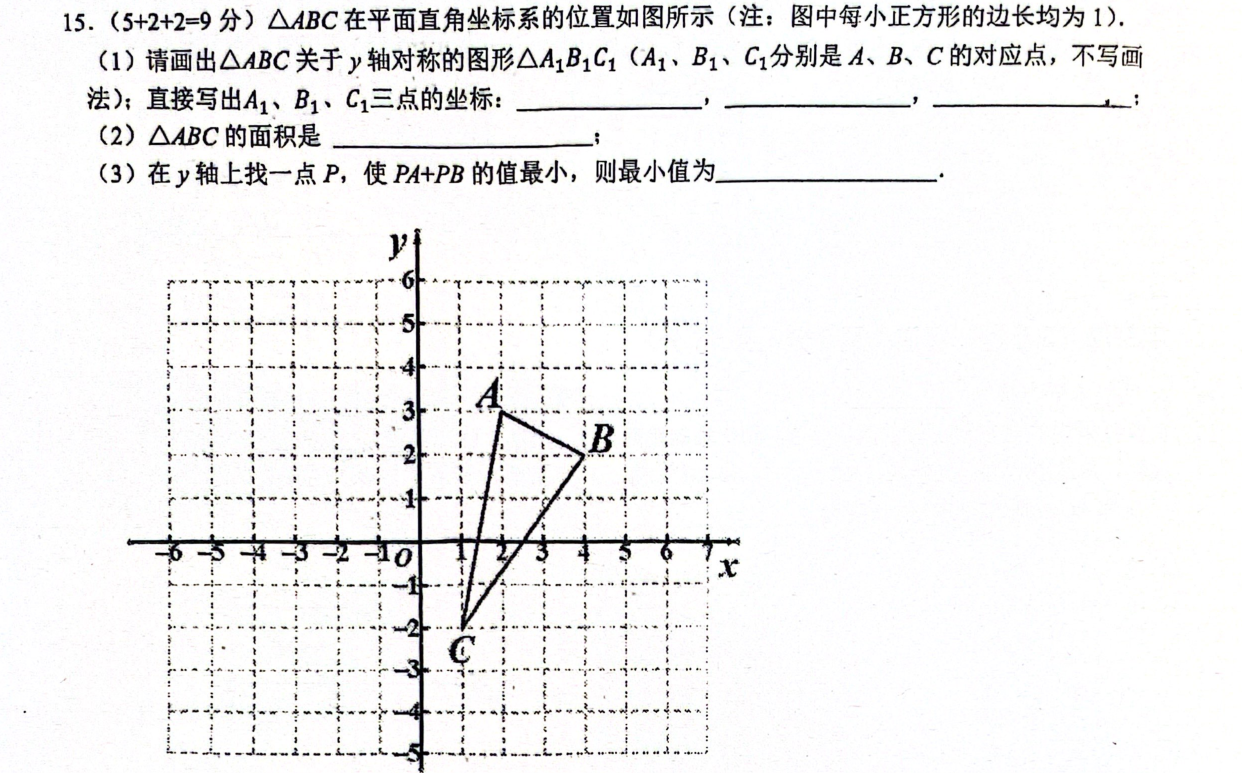 15.（5+2+2=9 分）△ABC 在平面直角坐标系的位置如图所示（注：图中每小正方形的边长均为 1）.
（1）请画出△ABC 关于 y 轴对称的图形△A₁B₁C₁（A₁、B₁、C₁分别是 A、B、C 的对应点，不写画
法）；直接写出A₁、B₁、C₁三点的坐标：____________，____________，____________；
（2）△ABC 的面积是 ________________；
（3）在 y 轴上找一点 P，使 PA+PB 的值最小，则最小值为______________.
y
6
5
4
A
3
B
2
1
-6 -5 -4 -3 -2 -1 O 1 2 3 4 5 6 7
x
-1
-2
C
-3
-4
-5